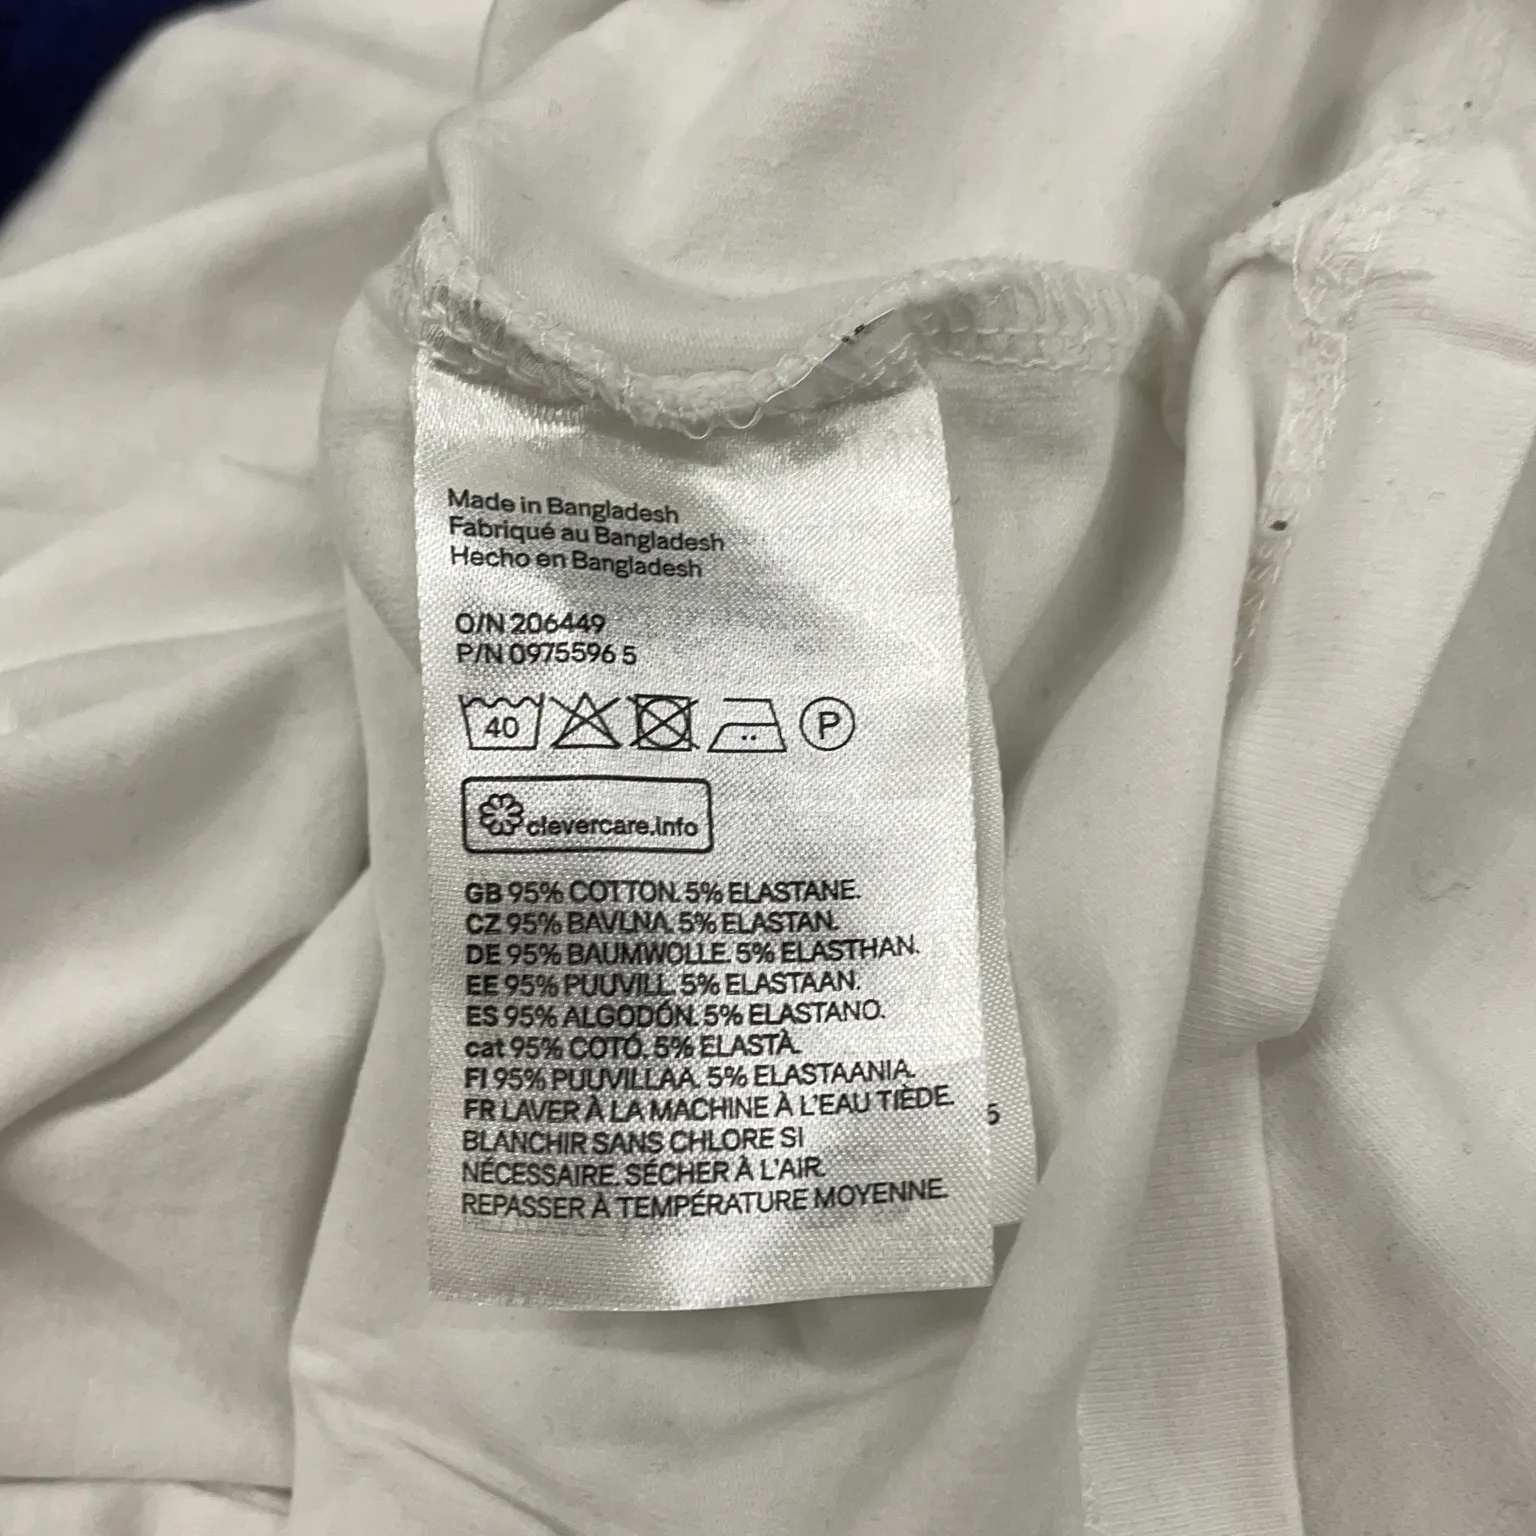 Made in Bangladesh
Fabriqué au Bangladesh
Hecho en Bangladesh
O/N 206449
P/N 0975596 5
40
P
clevercare.info
GB 95% COTTON. 5% ELASTANE.
CZ 95% BAVLNA. 5% ELASTAN.
DE 95% BAUMWOLLE. 5% ELASTHAN.
EE 95% PUUVILL. 5% ELASTAAN.
ES 95% ALGODÓN. 5% ELASTANO.
cat 95% COTÓ. 5% ELASTÀ.
FI 95% PUUVILLAA. 5% ELASTAANIA.
FR LAVER À LA MACHINE À L'EAU TIÈDE.
BLANCHIR SANS CHLORE SI
NÉCESSAIRE. SÉCHER À L'AIR.
REPASSER À TEMPÉRATURE MOYENNE.
5